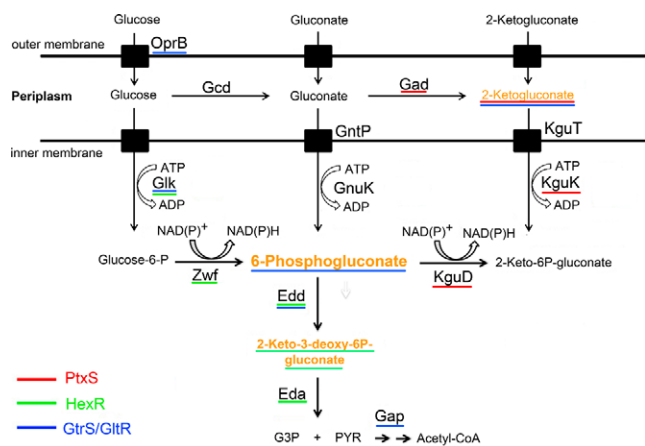 Glucose Gluconate 2-Ketogluconate
outer membrane OprB
Periplasm Glucose Gcd Gluconate Gad 2-Ketogluconate
GntP KguT
inner membrane
ATP ATP ATP
Glk GnuK KguK
ADP ADP ADP
NAD(P)+ NAD(P)H NAD(P)+ NAD(P)H
Glucose-6-P 6-Phosphogluconate 2-Keto-6P-gluconate
Zwf KguD
Edd
2-Keto-3-deoxy-6P-
gluconate
PtxS
Eda
HexR
GtrS/GltR Gap
G3P + PYR Acetyl-CoA